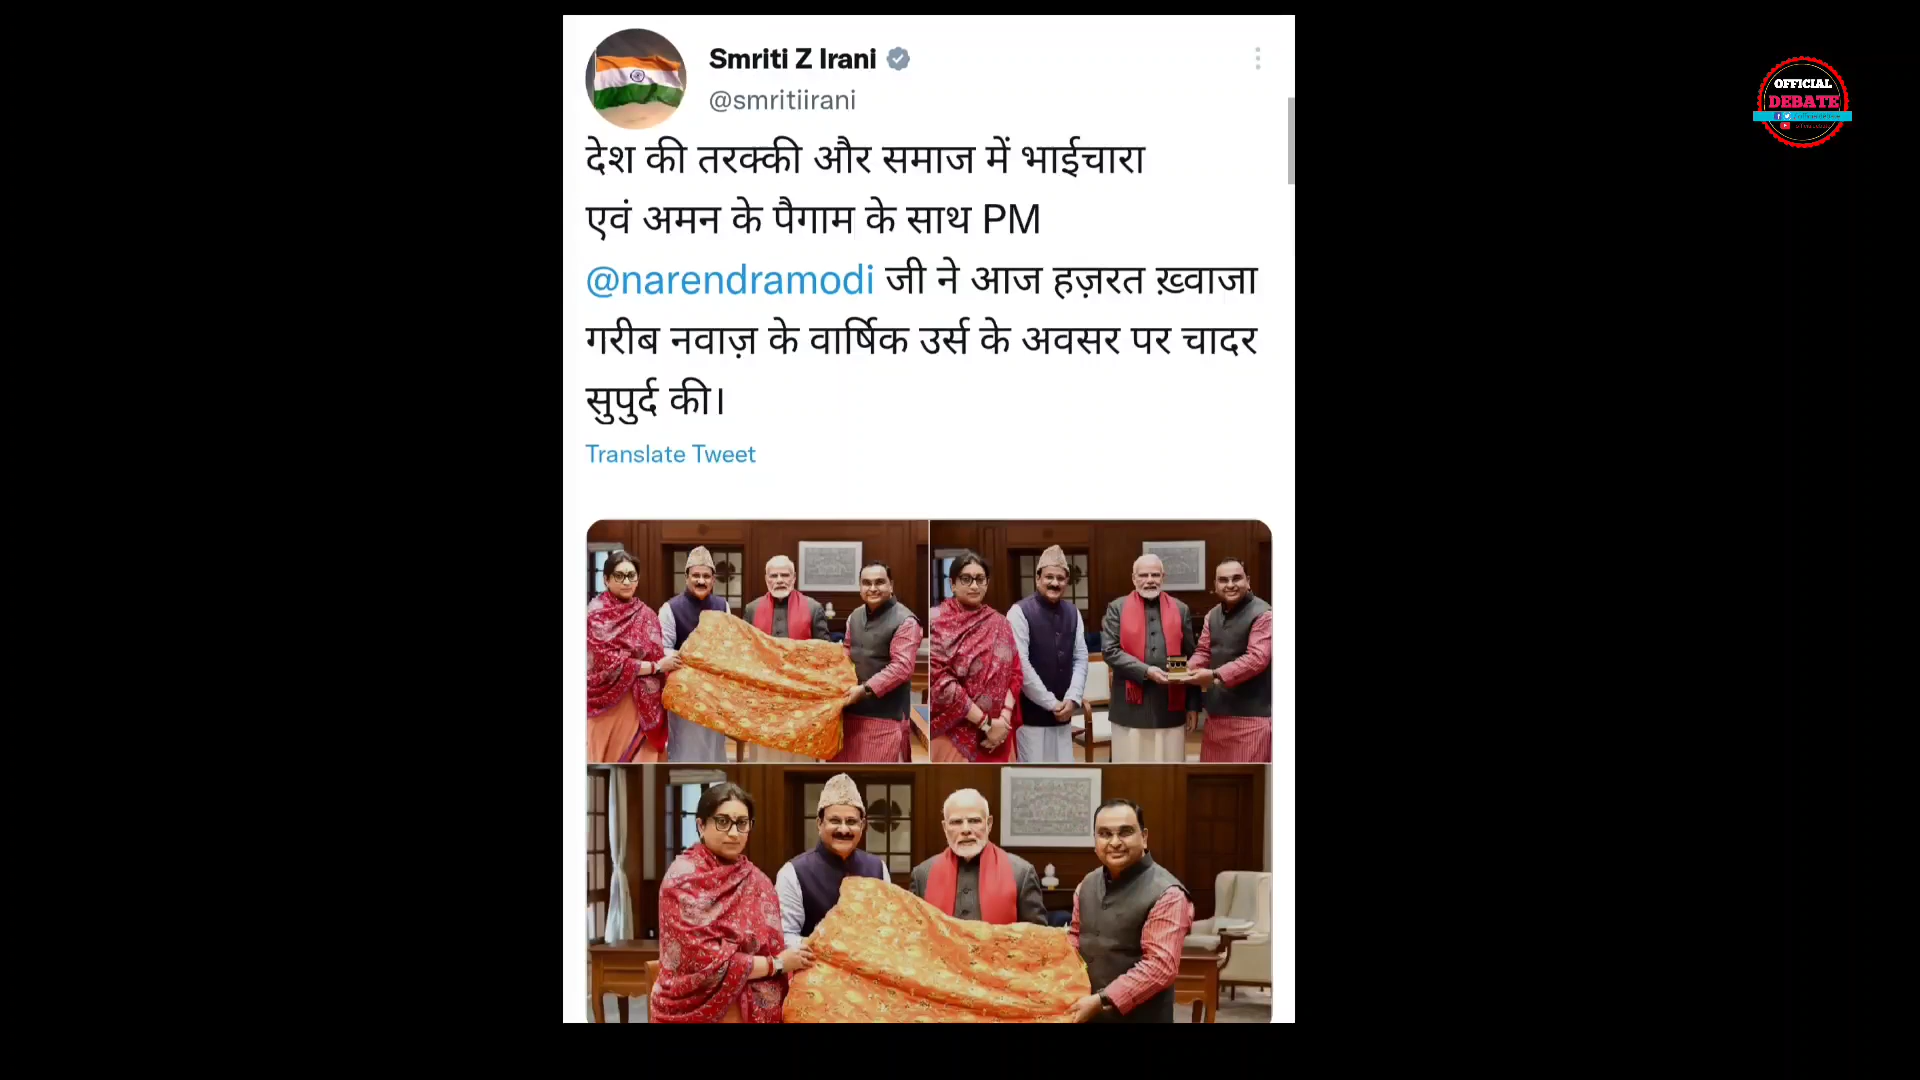 Smriti Z Irani
@smritiirani
देश की तरक्की और समाज में भाईचारा
एवं अमन के पैगाम के साथ PM
@narendramodi जी ने आज हज़रत ख़्वाजा
गरीब नवाज़ के वार्षिक उर्स के अवसर पर चादर
सुपुर्द की।
Translate Tweet
OFFICIAL
DEBATE